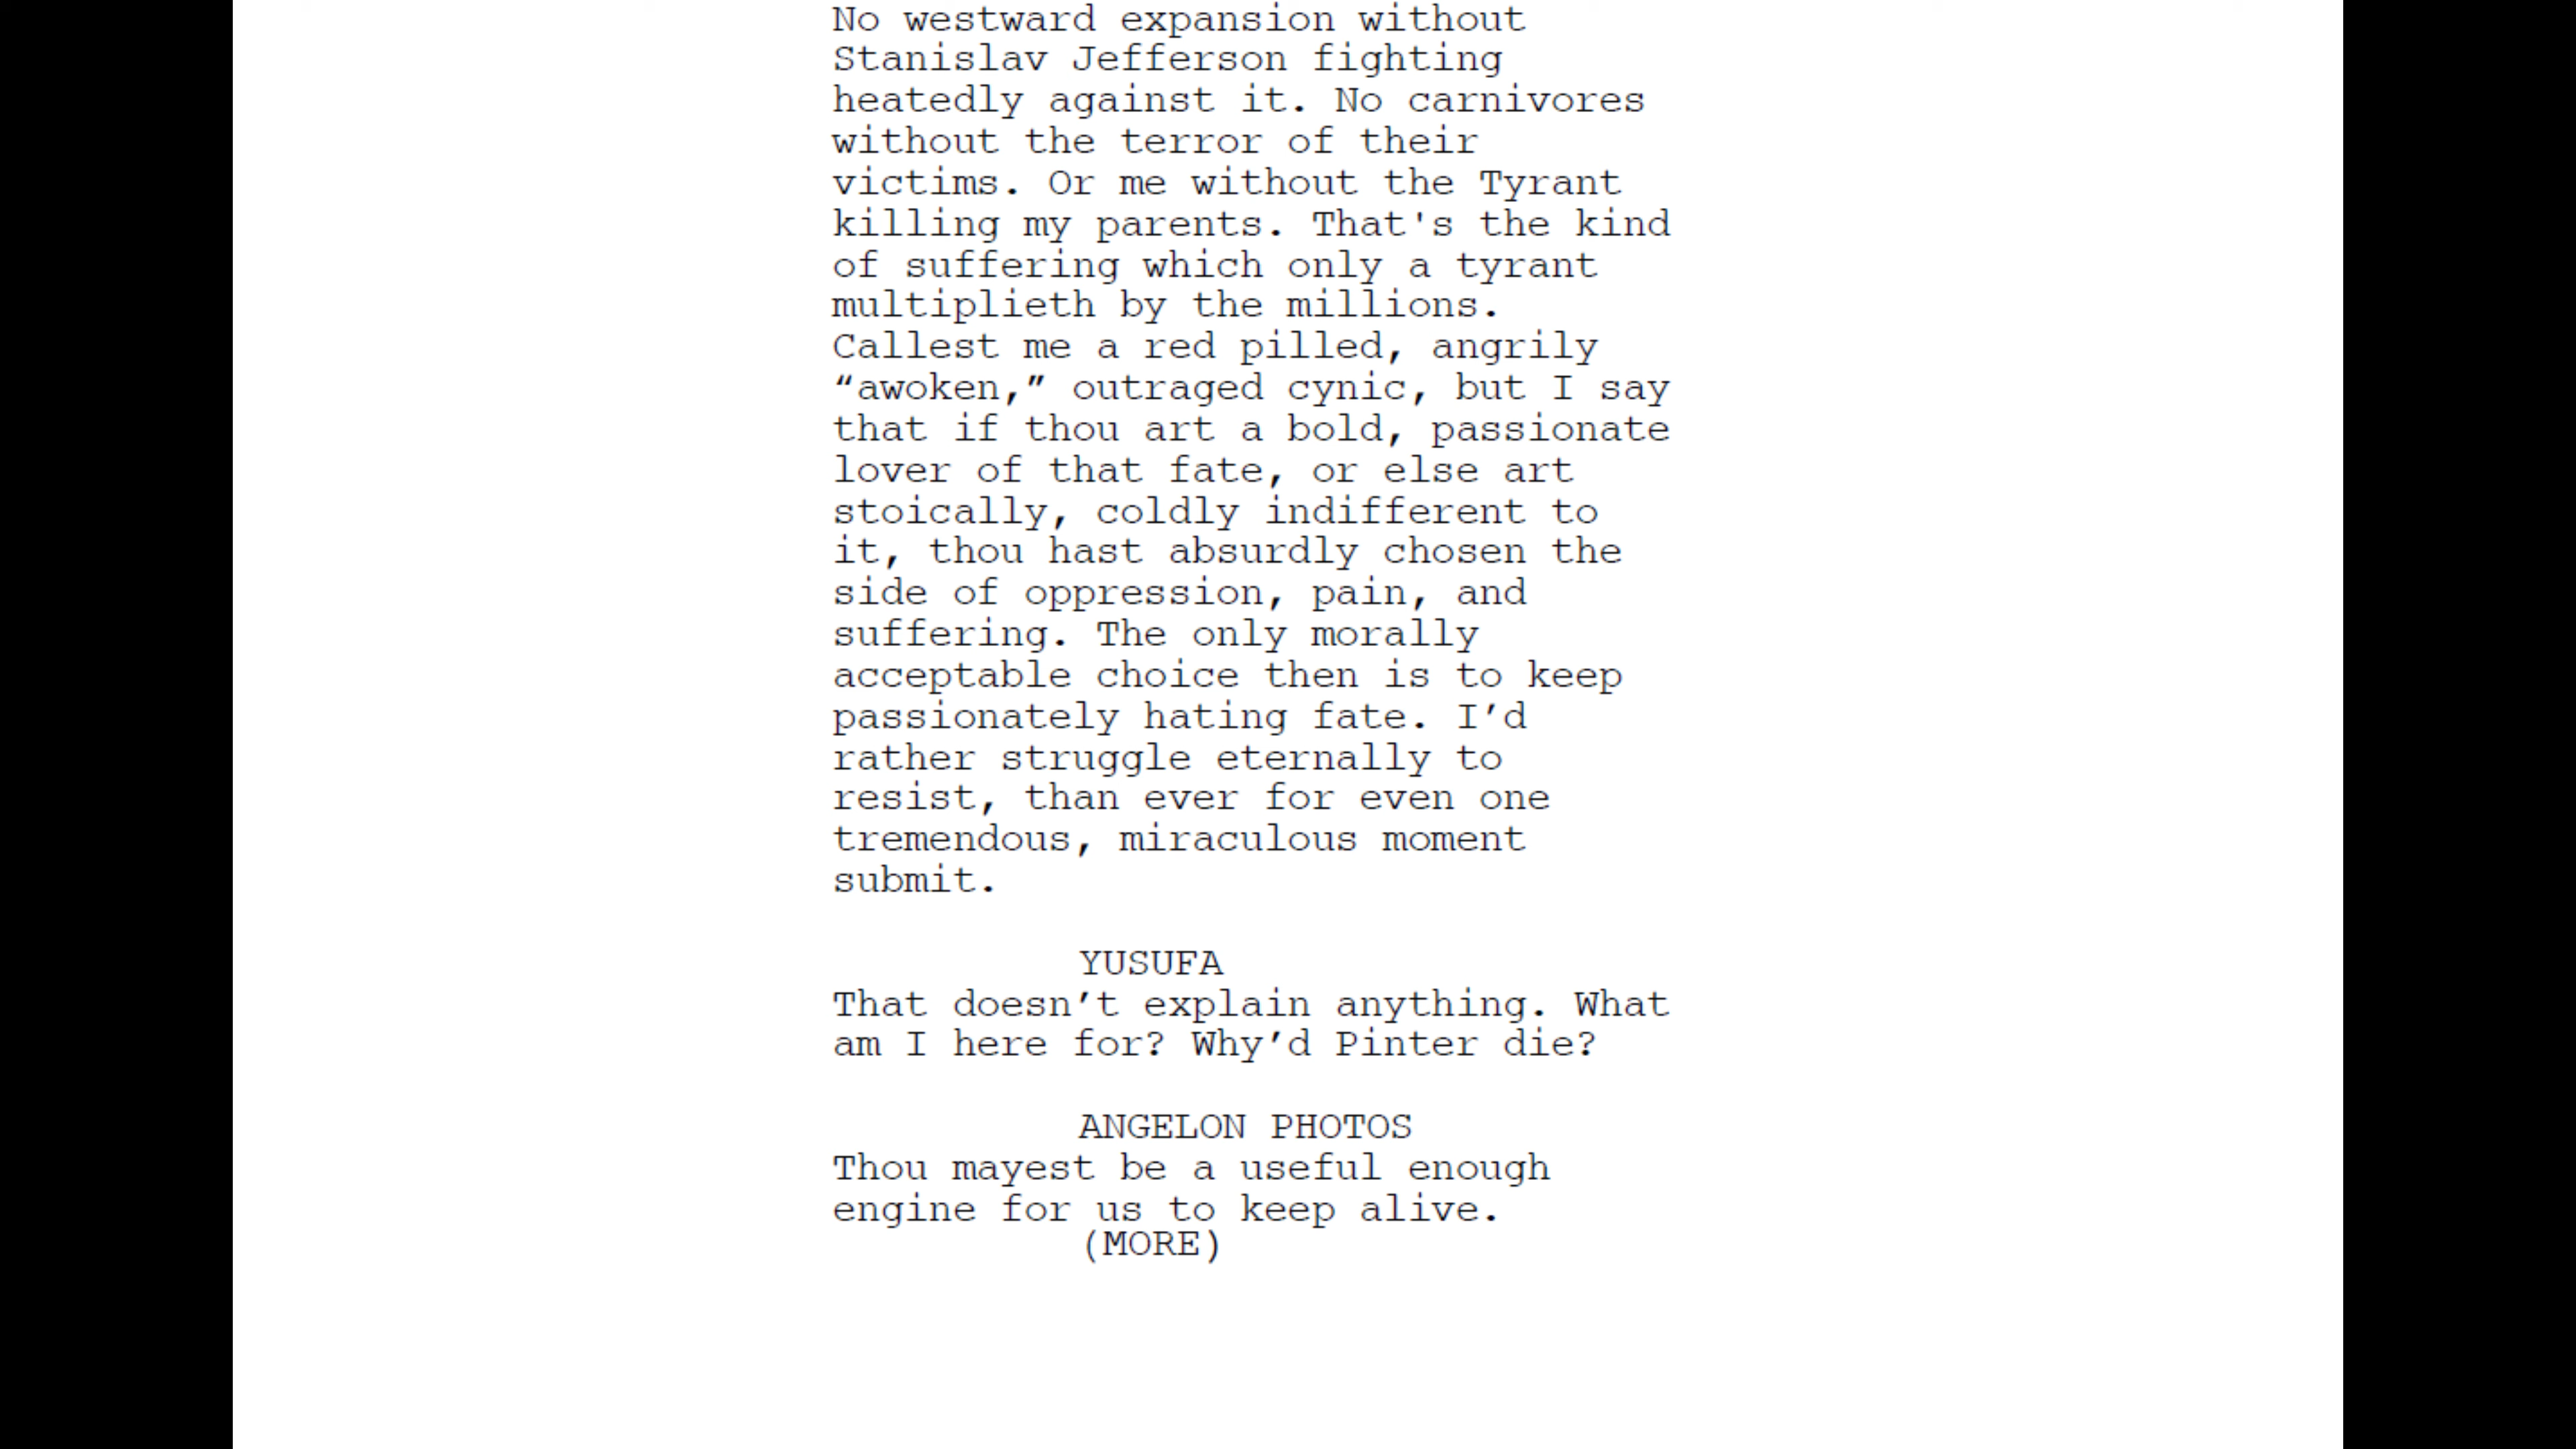 No westward expansion without
Stanislav Jefferson fighting
heatedly against it. No carnivores
without the terror of their
victims. Or me without the Tyrant
killing my parents. That's the kind
of suffering which only a tyrant
multiplieth by the millions.
Callest me a red pilled, angrily
“awoken,” outraged cynic, but I say
that if thou art a bold, passionate
lover of that fate, or else art
stoically, coldly indifferent to
it, thou hast absurdly chosen the
side of oppression, pain, and
suffering. The only morally
acceptable choice then is to keep
passionately hating fate. I’d
rather struggle eternally to
resist, than ever for even one
tremendous, miraculous moment
submit.
YUSUFA
That doesn’t explain anything. What
am I here for? Why’d Pinter die?
ANGELON PHOTOS
Thou mayest be a useful enough
engine for us to keep alive.
(MORE)